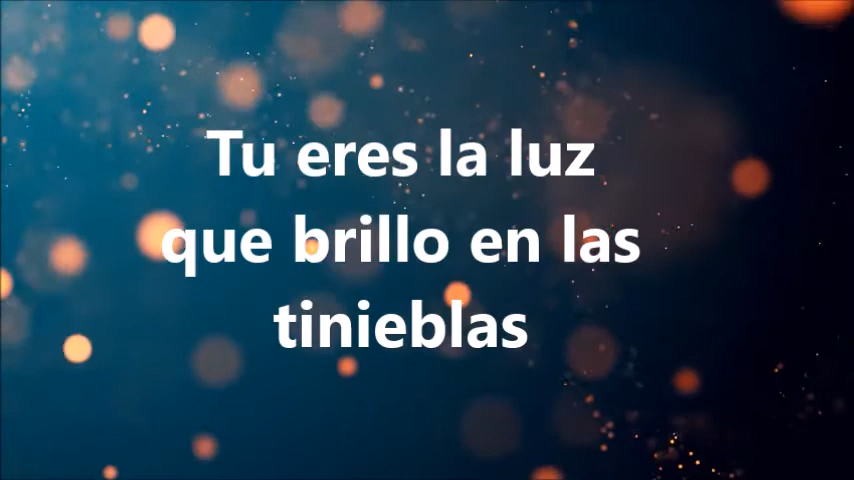 Tu eres la luz
que brillo en las
tinieblas